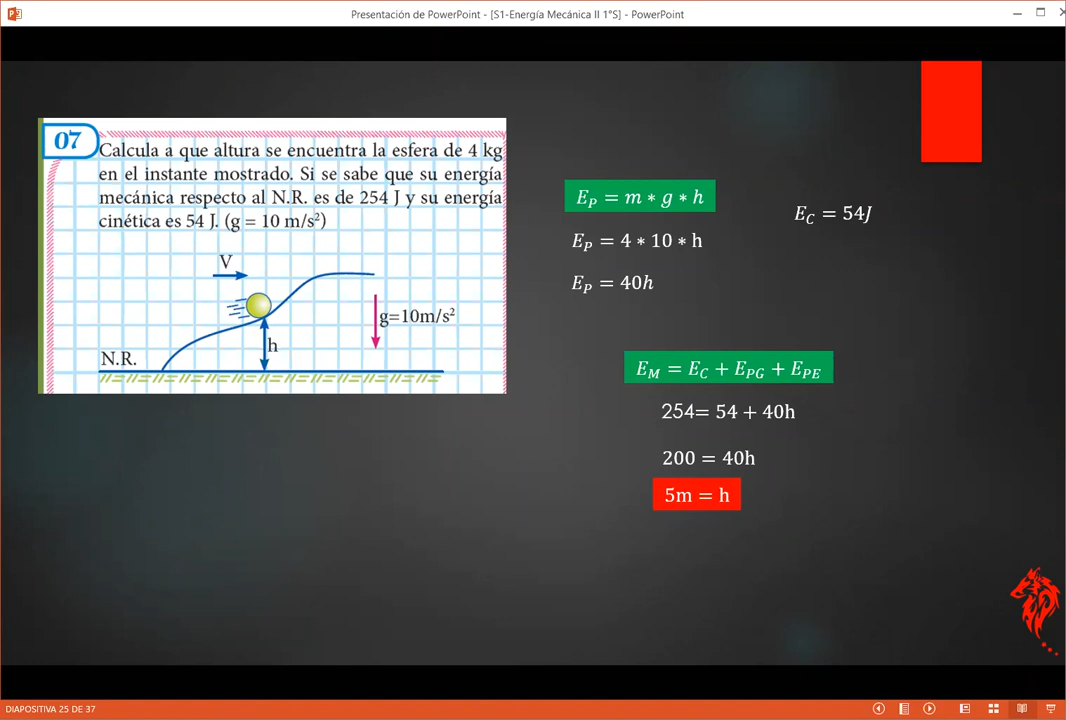 Presentación de PowerPoint - [S1-Energía Mecánica II 1°S] - PowerPoint
07
Calcula a que altura se encuentra la esfera de 4 kg
en el instante mostrado. Si se sabe que su energía
mecánica respecto al N.R. es de 254 J y su energía
cinética es 54 J. (g = 10 m/s²)
V
g=10m/s²
h
N.R.
E_P = m * g * h
E_C = 54J
E_P = 4 * 10 * h
E_P = 40h
E_M = E_C + E_PG + E_PE
254= 54 + 40h
200 = 40h
5m = h
DIAPOSITIVA 25 DE 37